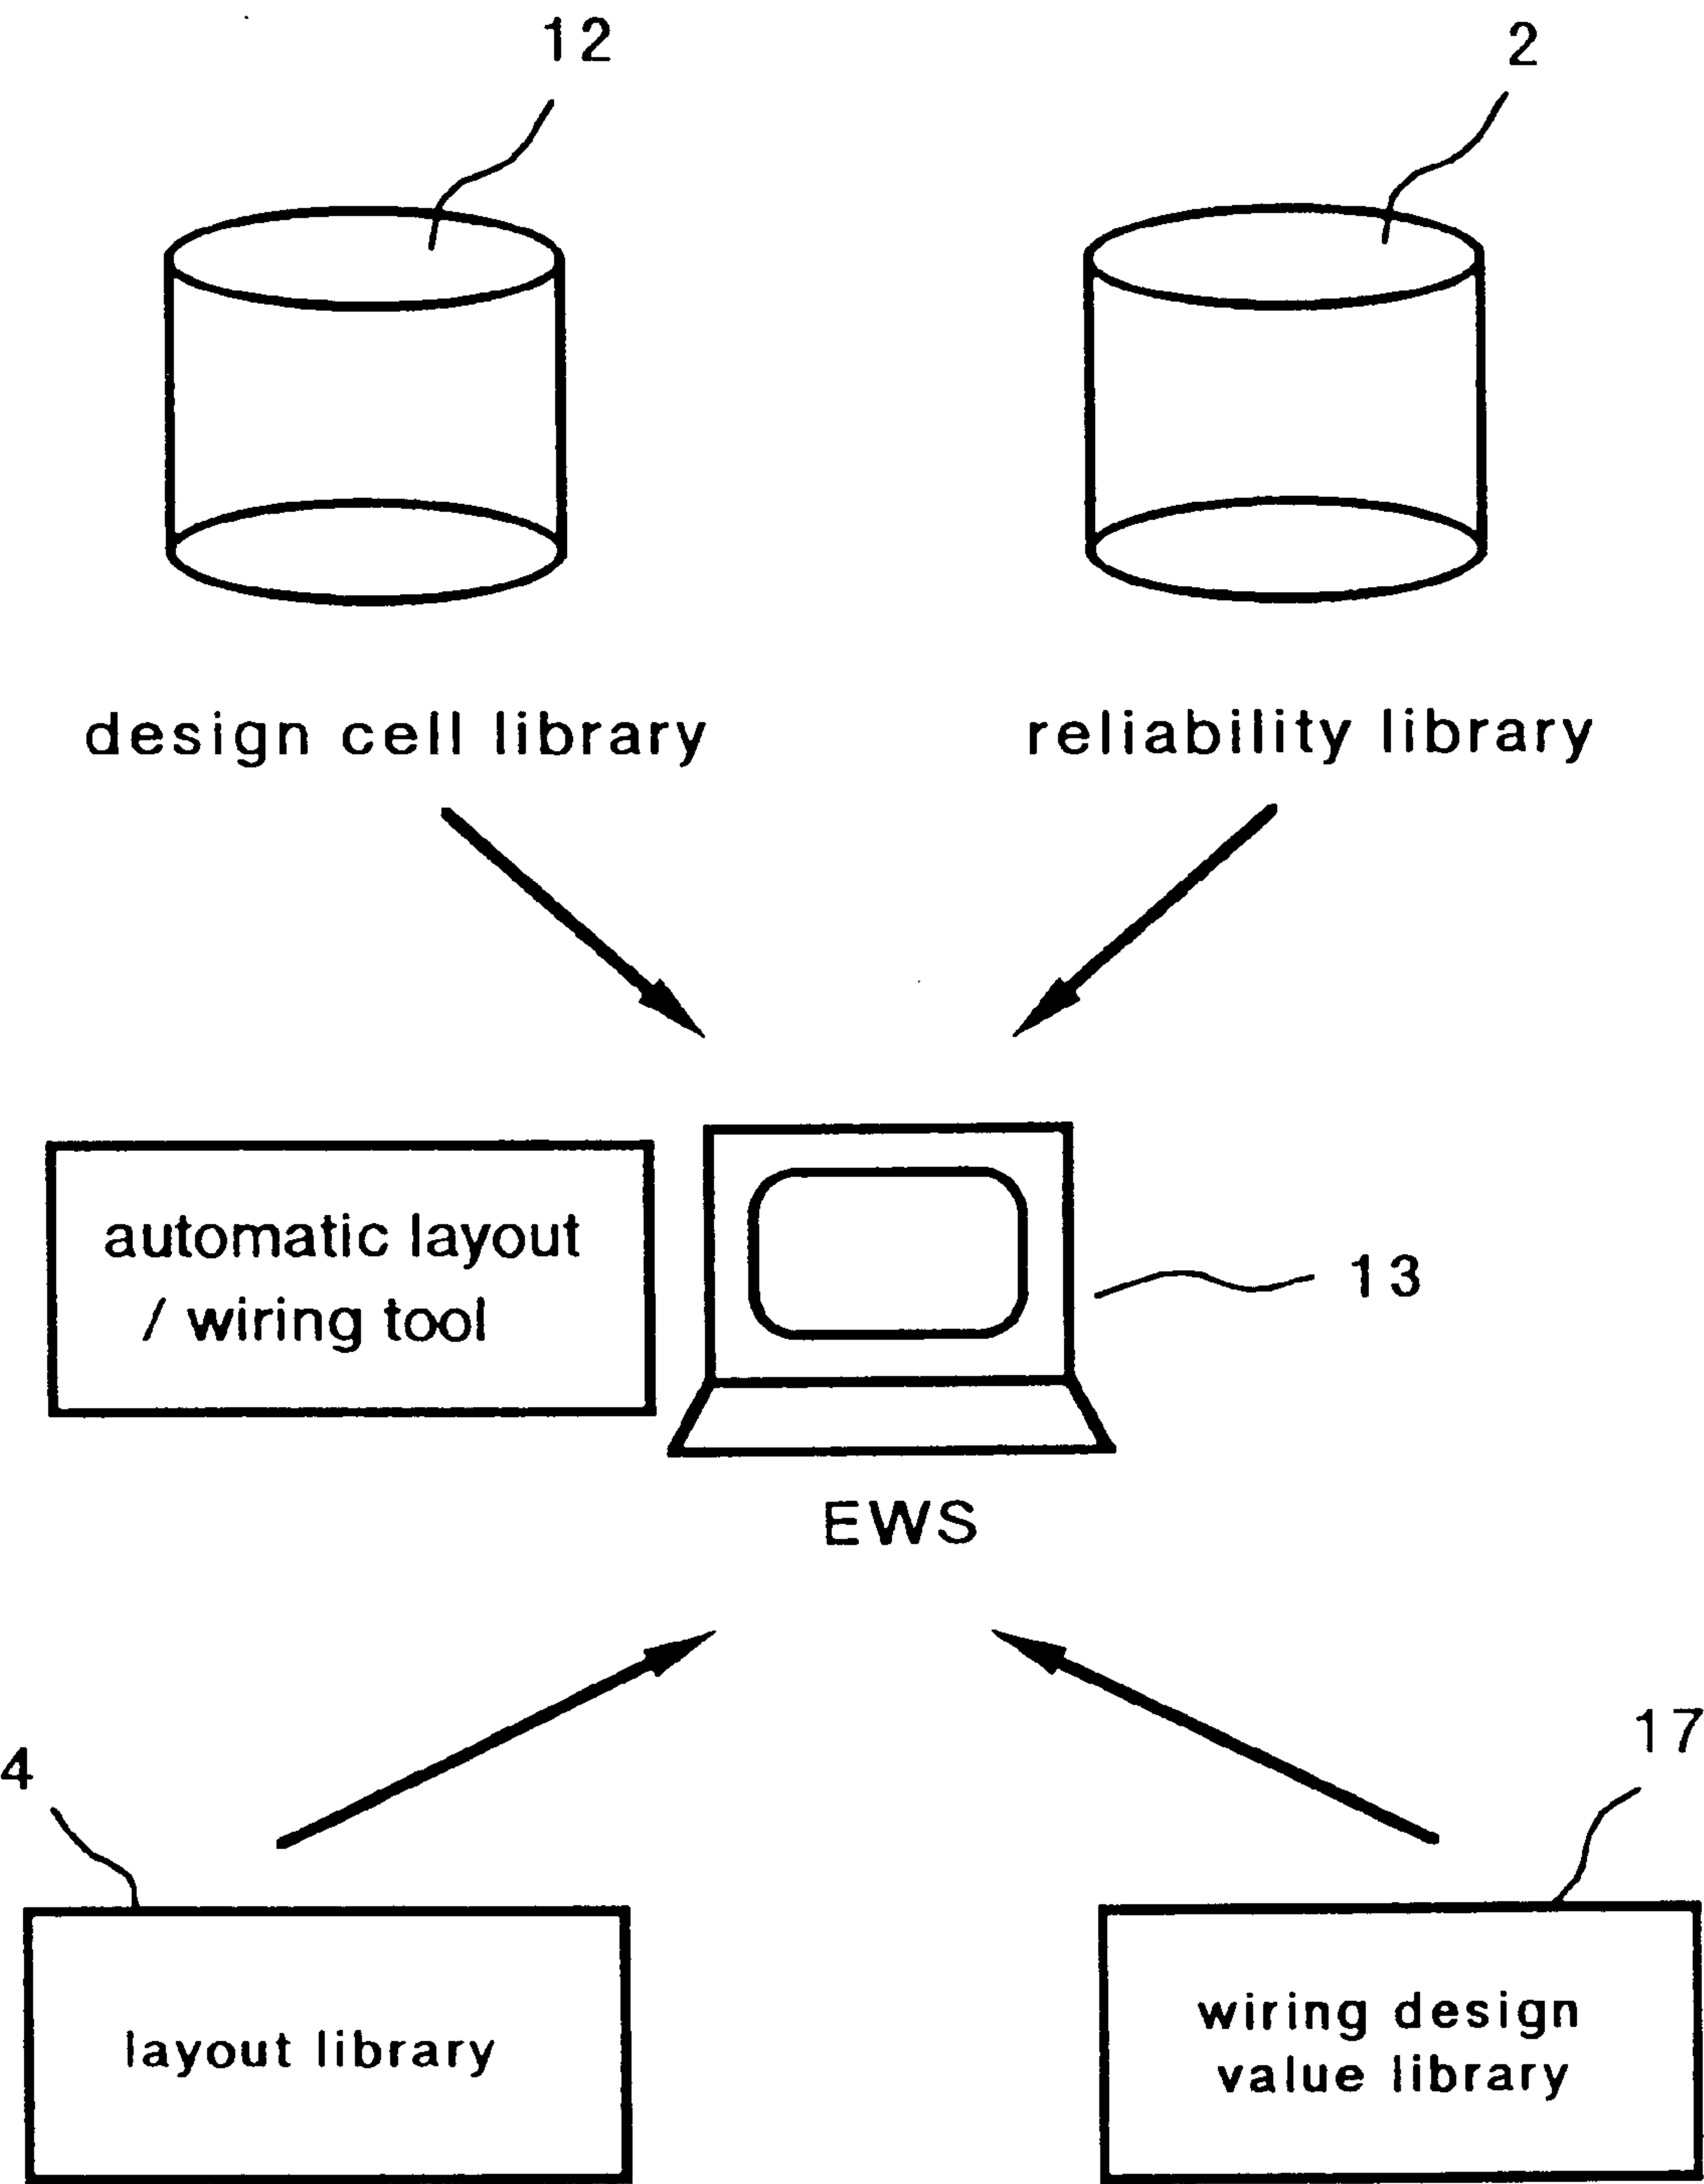 12
2
design cell library
reliability library
automatic layout
/ wiring tool
13
EWS
4
17
layout library
wiring design
value library